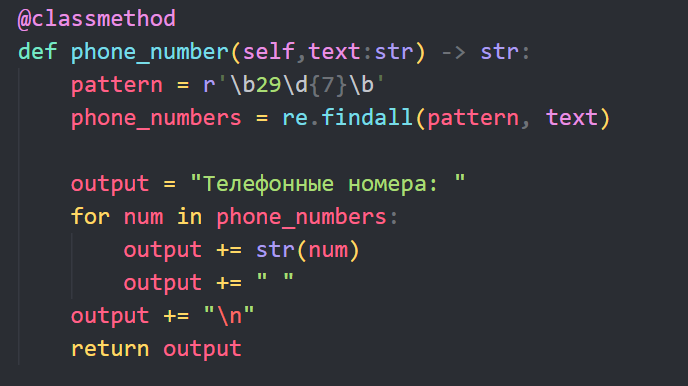 @classmethod
def phone_number(self,text:str) -> str:
    pattern = r'\b29\d{7}\b'
    phone_numbers = re.findall(pattern, text)
    output = "Телефонные номера: "
    for num in phone_numbers:
        output += str(num)
        output += " "
    output += "\n"
    return output